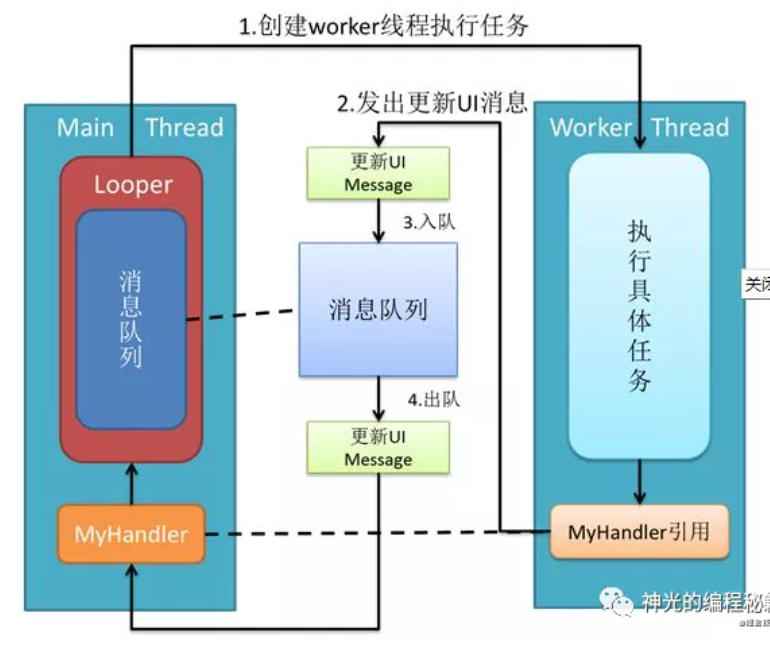 1.创建worker线程执行任务
2.发出更新UI消息
Main Thread
Worker Thread
Looper
更新UI
Message
3.入队
消息队列
消息队列
执行具体任务
关闭
4.出队
更新UI
Message
MyHandler
MyHandler引用
神光的编程秘